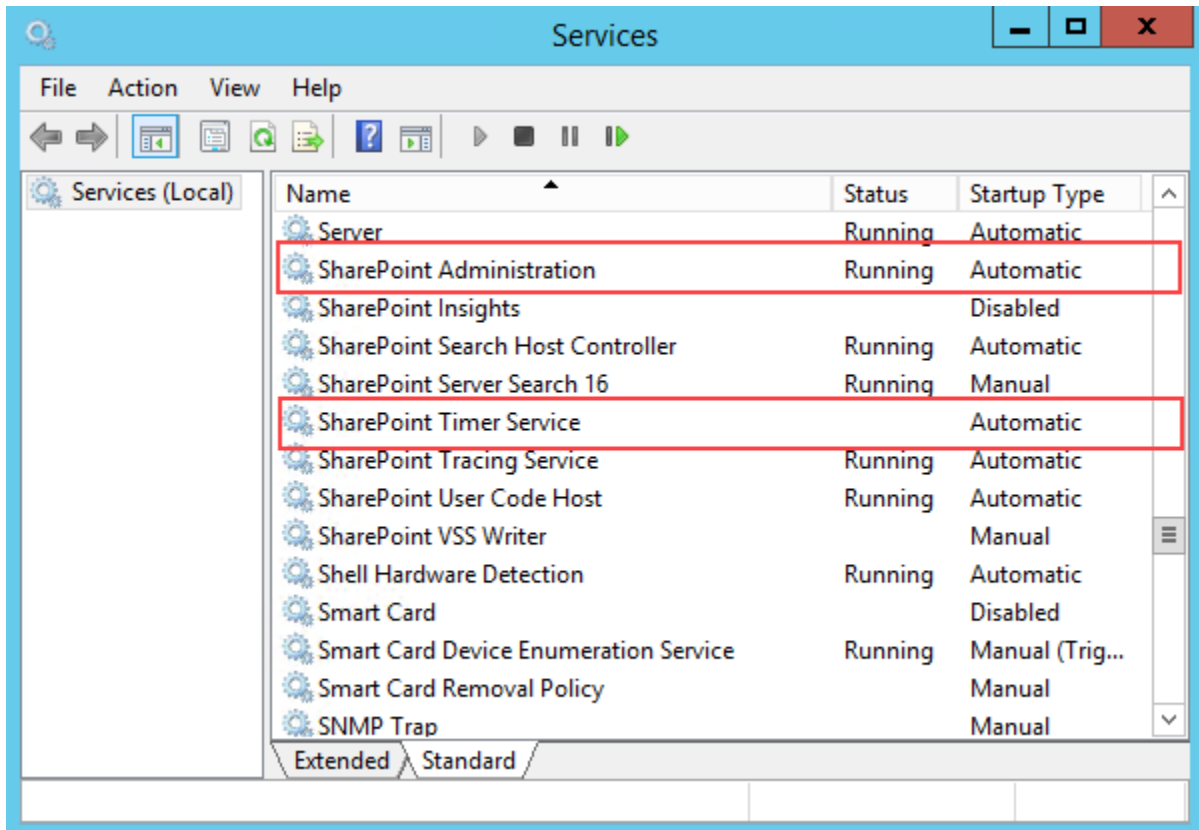 Services
File Action View Help
Services (Local)
Name Status Startup Type
Server Running Automatic
SharePoint Administration Running Automatic
SharePoint Insights Disabled
SharePoint Search Host Controller Running Automatic
SharePoint Server Search 16 Running Manual
SharePoint Timer Service Automatic
SharePoint Tracing Service Running Automatic
SharePoint User Code Host Running Automatic
SharePoint VSS Writer Manual
Shell Hardware Detection Running Automatic
Smart Card Disabled
Smart Card Device Enumeration Service Running Manual (Trig...
Smart Card Removal Policy Manual
SNMP Trap Manual
Extended Standard